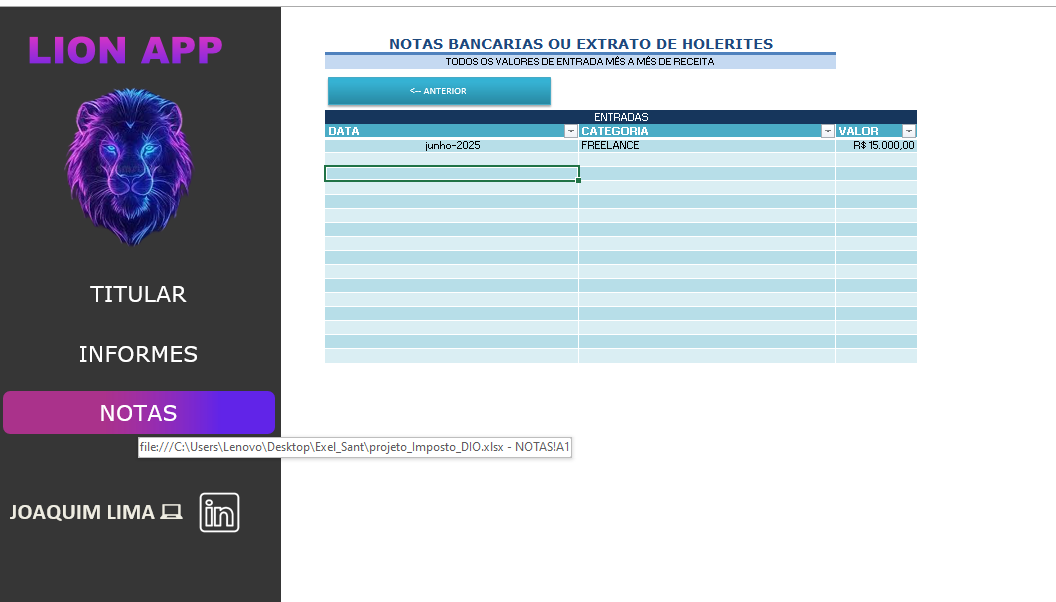 LION APP
TITULAR
INFORMES
NOTAS
file:///C:\Users\Lenovo\Desktop\Exel_Sant\projeto_Imposto_DIO.xlsx - NOTAS!A1
JOAQUIM LIMA
in
NOTAS BANCARIAS OU EXTRATO DE HOLERITES
TODOS OS VALORES DE ENTRADA MÊS A MÊS DE RECEITA
<-- ANTERIOR
ENTRADAS
DATA CATEGORIA VALOR
junho-2025 FREELANCE R$ 15.000,00